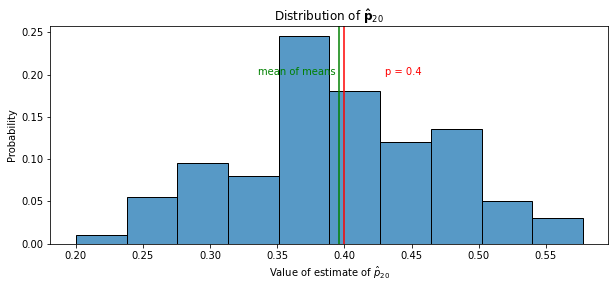 Distribution of p̂₂₀
0.25
0.20
0.15
0.10
0.05
0.00
Probability
mean of means
p = 0.4
0.20 0.25 0.30 0.35 0.40 0.45 0.50 0.55
Value of estimate of p̂₂₀